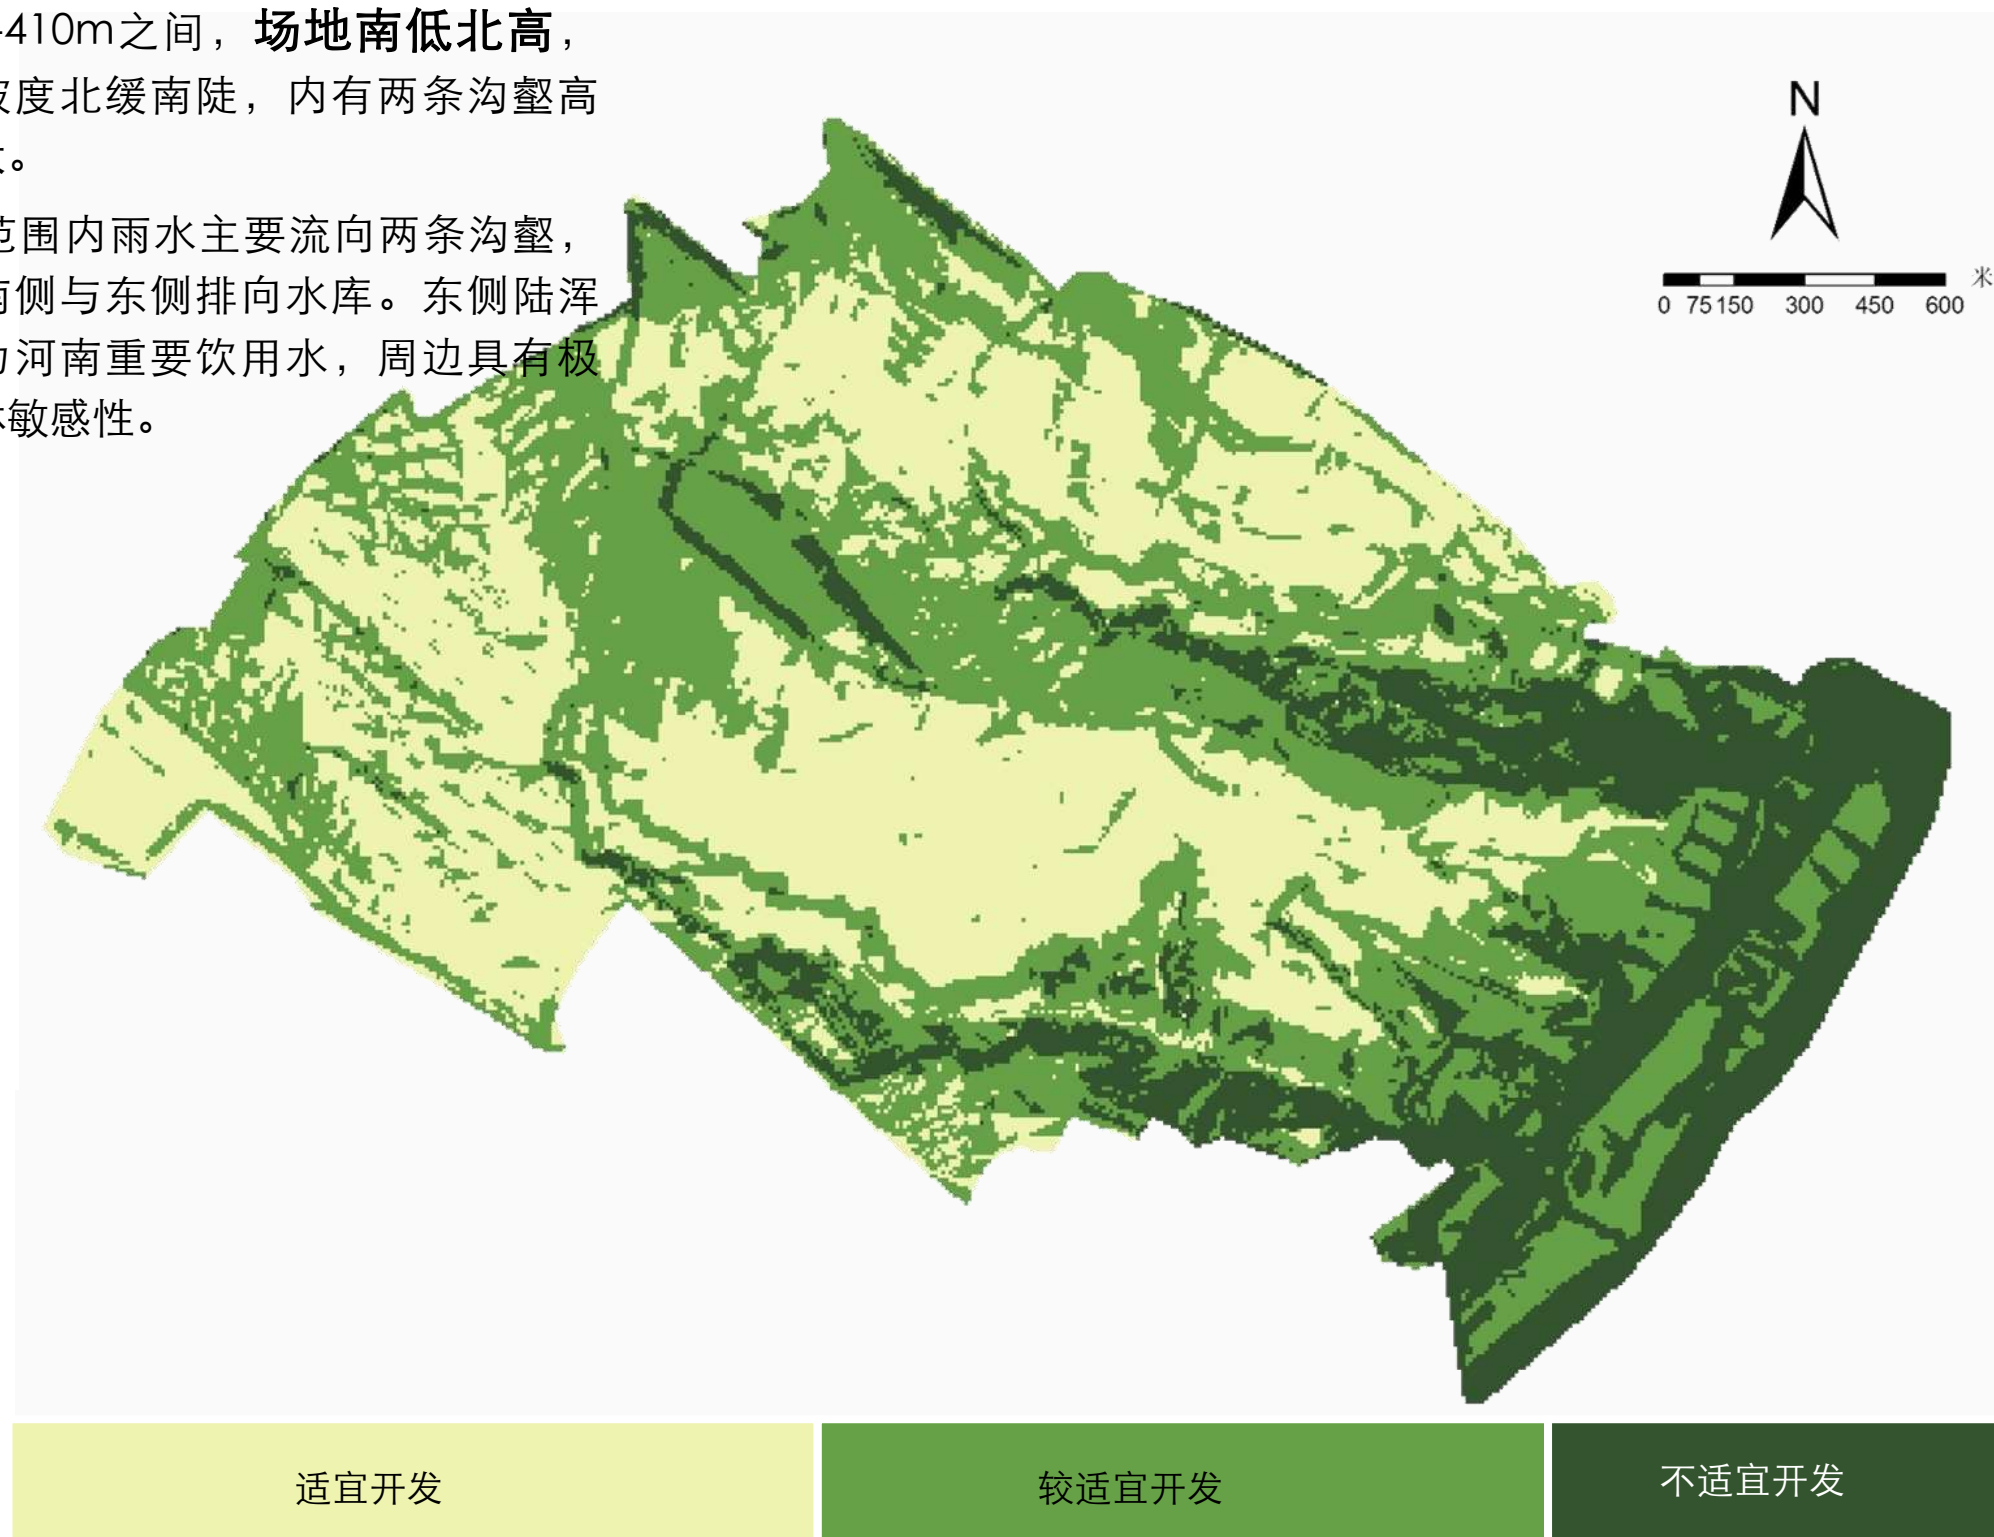 410m之间，场地南低北高，
度北缓南陡，内有两条沟壑高
。
范围内雨水主要流向两条沟壑，
南侧与东侧排向水库。东侧陆浑
河南重要饮用水，周边具有极
敏感性。
N
米
0 75 150 300 450 600
适宜开发
较适宜开发
不适宜开发